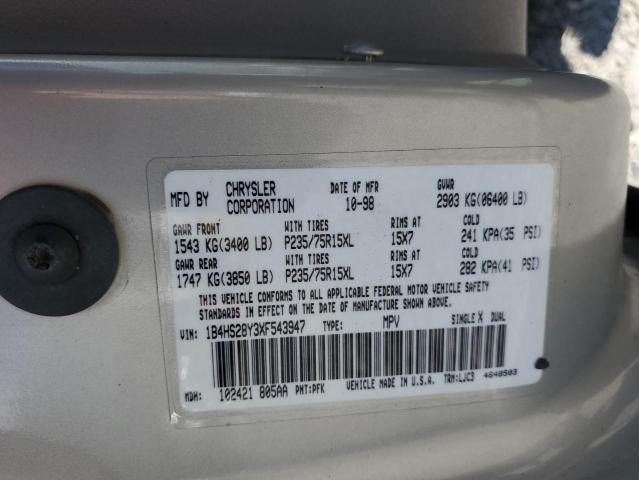 MFD BY CHRYSLER CORPORATION DATE OF MFR 10-98 GVWR 2903 KG(06400 LB)
GAWR FRONT WITH TIRES RIMS AT COLD
1543 KG(3400 LB) P235/75R15XL 15X7 241 KPA(35 PSI)
GAWR REAR WITH TIRES RIMS AT COLD
1747 KG(3850 LB) P235/75R15XL 15X7 282 KPA(41 PSI)
THIS VEHICLE CONFORMS TO ALL APPLICABLE FEDERAL MOTOR VEHICLE SAFETY
STANDARDS IN EFFECT ON THE DATE OF MANUFACTURE SHOWN ABOVE.
VIN: 1B4HS28Y3XF543947 TYPE: MPV SINGLE X DUAL
MDH: 102421 805AA PNT:PFK VEHICLE MADE IN U.S.A. TRM:LJC3 4648503